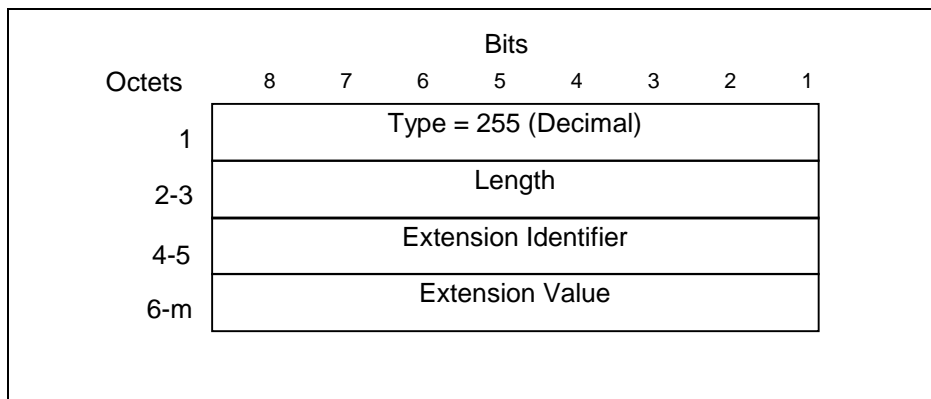 Bits
Octets 8 7 6 5 4 3 2 1
1 Type = 255 (Decimal)
2-3 Length
4-5 Extension Identifier
6-m Extension Value